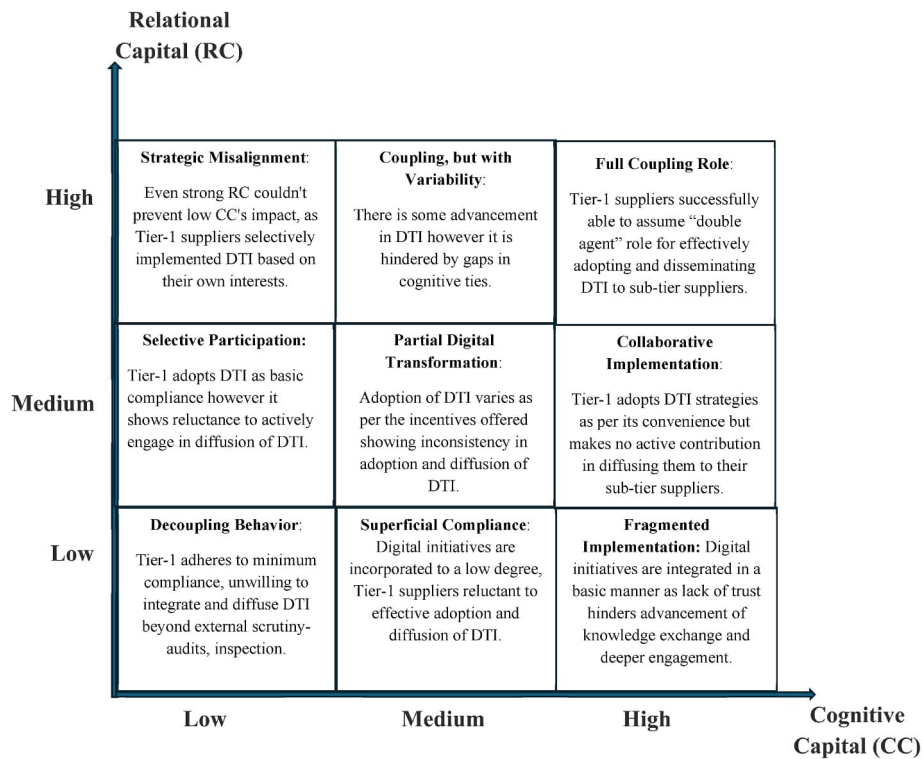 Relational
Capital (RC)
High
Strategic Misalignment:
Even strong RC couldn't
prevent low CC's impact, as
Tier-1 suppliers selectively
implemented DTI based on
their own interests.
Coupling, but with
Variability:
There is some advancement
in DTI however it is
hindered by gaps in
cognitive ties.
Full Coupling Role:
Tier-1 suppliers successfully
able to assume “double
agent” role for effectively
adopting and disseminating
DTI to sub-tier suppliers.
Medium
Selective Participation:
Tier-1 adopts DTI as basic
compliance however it
shows reluctance to actively
engage in diffusion of DTI.
Partial Digital
Transformation:
Adoption of DTI varies as
per the incentives offered
showing inconsistency in
adoption and diffusion of
DTI.
Collaborative
Implementation:
Tier-1 adopts DTI strategies
as per its convenience but
makes no active contribution
in diffusing them to their
sub-tier suppliers.
Low
Decoupling Behavior:
Tier-1 adheres to minimum
compliance, unwilling to
integrate and diffuse DTI
beyond external scrutiny-
audits, inspection.
Superficial Compliance:
Digital initiatives are
incorporated to a low degree,
Tier-1 suppliers reluctant to
effective adoption and
diffusion of DTI.
Fragmented
Implementation: Digital
initiatives are integrated in a
basic manner as lack of trust
hinders advancement of
knowledge exchange and
deeper engagement.
Low
Medium
High
Cognitive
Capital (CC)